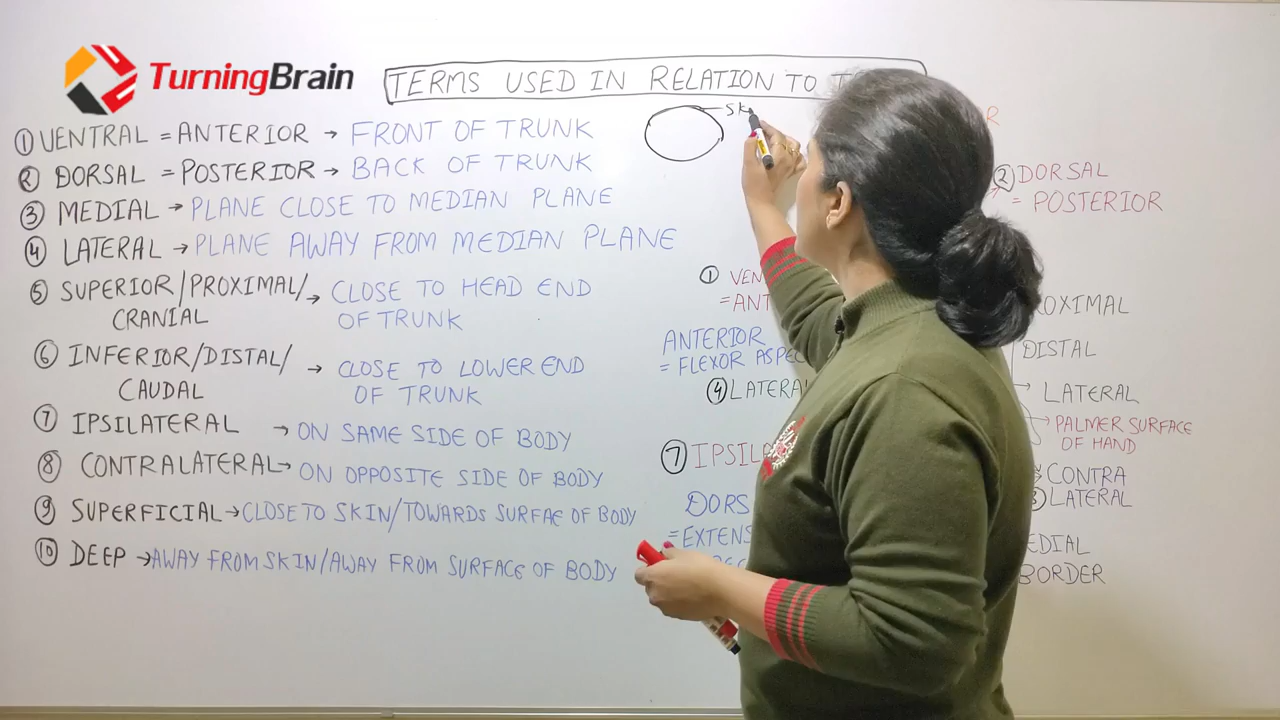 TurningBrain
TERMS USED IN RELATION TO
SK
① VENTRAL = ANTERIOR → FRONT OF TRUNK
② DORSAL = POSTERIOR → BACK OF TRUNK
③ MEDIAL → PLANE CLOSE TO MEDIAN PLANE
④ LATERAL → PLANE AWAY FROM MEDIAN PLANE
⑤ SUPERIOR/PROXIMAL/ → CLOSE TO HEAD END
CRANIAL OF TRUNK
⑥ INFERIOR/DISTAL/ → CLOSE TO LOWER END
CAUDAL OF TRUNK
⑦ IPSILATERAL → ON SAME SIDE OF BODY
⑧ CONTRALATERAL → ON OPPOSITE SIDE OF BODY
⑨ SUPERFICIAL → CLOSE TO SKIN/TOWARDS SURFAE OF BODY
⑩ DEEP → AWAY FROM SKIN/AWAY FROM SURFACE OF BODY
① VEN
= ANT
ANTERIOR
= FLEXOR ASPEC
④ LATERAL
⑦ IPSIL
DORS
= EXTENS
R
② DORSAL
= POSTERIOR
ROXIMAL
DISTAL
→ LATERAL
→ PALMER SURFACE
OF HAND
CONTRA
LATERAL
EDIAL
BORDER